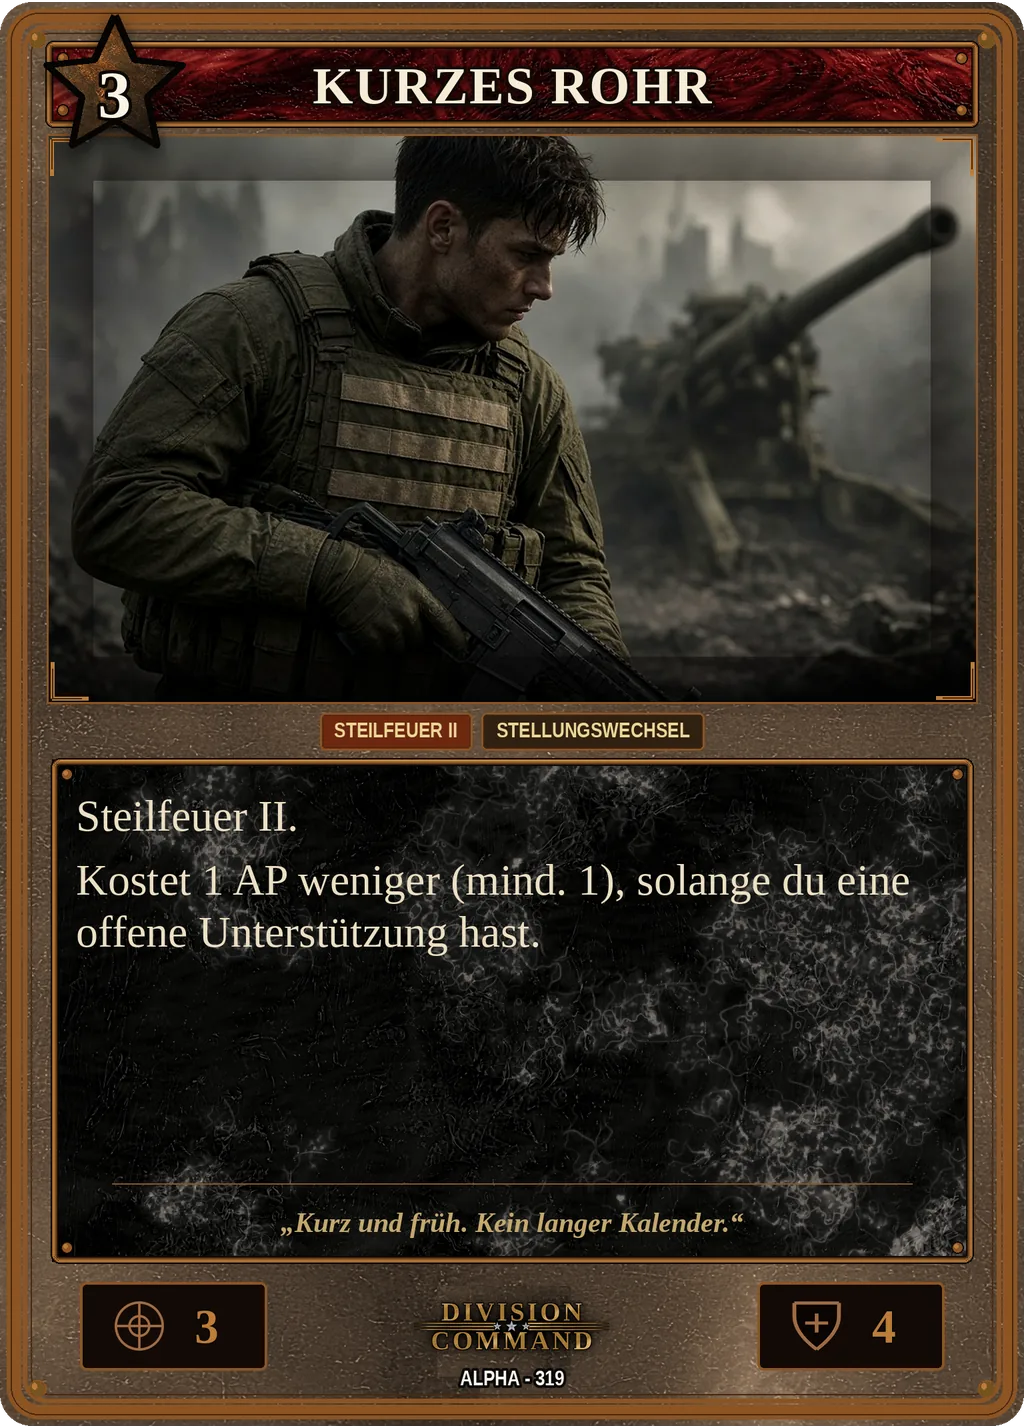 3
KURZES ROHR
STEILFEUER II
STELLUNGSWECHSEL
Steilfeuer II.
Kostet 1 AP weniger (mind. 1), solange du eine
offene Unterstützung hast.
„Kurz und früh. Kein langer Kalender.“
3
DIVISION
COMMAND
ALPHA - 319
4